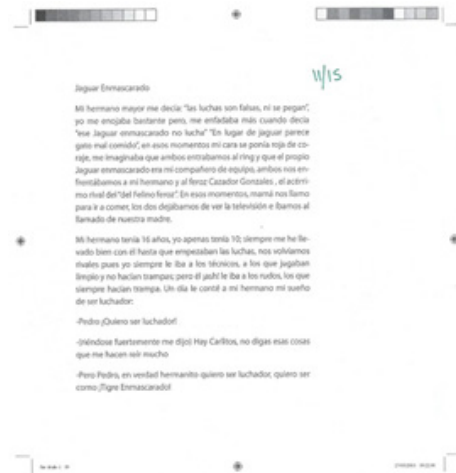 11/15
Jaguar Enmascarado
Mi hermano mayor me decía: "las luchas son falsas, ni se pegan",
yo me enojaba bastante pero, me enfadaba más cuando decía
"ese Jaguar enmascarado no lucha" "En lugar de jaguar parece
gato mal comido"; en esos momentos mi cara se ponía roja de co-
raje, me imaginaba que ambos entrabamos al ring y que el propio
Jaguar enmascarado era mi compañero de equipo, ambos nos en-
frentábamos a mi hermano y al feroz Cazador Gonzales , el acérri-
mo rival del "del Felino feroz". En esos momentos, mamá nos llamo
para ir a comer, los dos dejábamos de ver la televisión e íbamos al
llamado de nuestra madre.
Mi hermano tenía 16 años, yo apenas tenía 10; siempre me he lle-
vado bien con él hasta que empezaban las luchas, nos volvíamos
rivales pues yo siempre le iba a los técnicos, a los que jugaban
limpio y no hacían trampas; pero él ¡ash! le iba a los rudos, los que
siempre hacían trampa. Un día le conté a mi hermano mi sueño
de ser luchador:
-Pedro ¡Quiero ser luchador!
-(riéndose fuertemente me dijo) Hay Carlitos, no digas esas cosas
que me hacen reír mucho
-Pero Pedro, en verdad hermanito quiero ser luchador, quiero ser
como ¡Tigre Enmascarado!